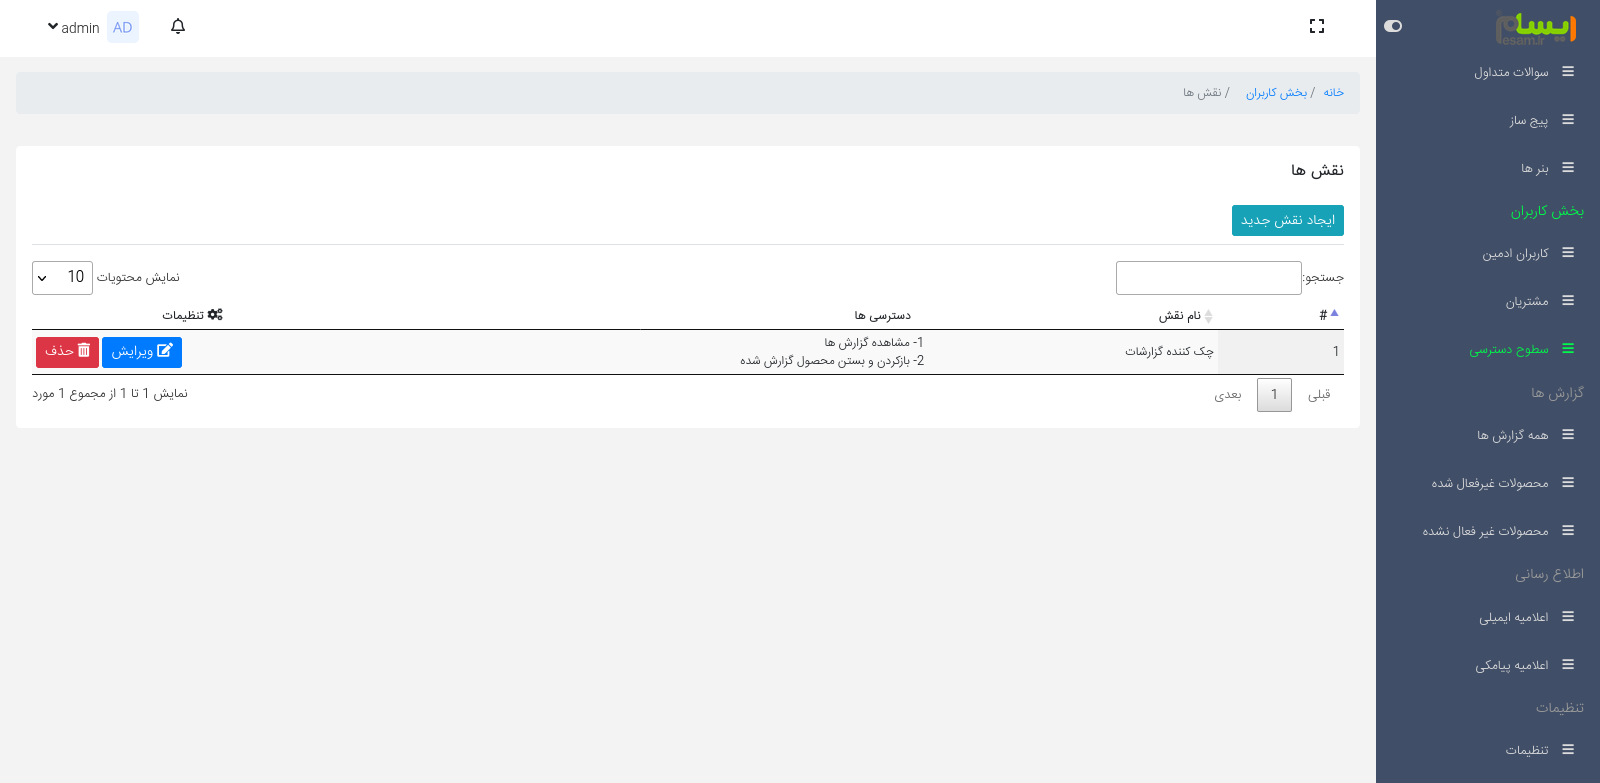 admin
AD
ایسام
esam.ir
سوالات متداول
پیج ساز
بنر ها
بخش کاربران
کاربران ادمین
مشتریان
سطوح دسترسی
گزارش ها
همه گزارش ها
محصولات غیرفعال شده
محصولات غیر فعال نشده
اطلاع رسانی
اعلامیه ایمیلی
اعلامیه پیامکی
تنظیمات
تنظیمات
خانه / بخش کاربران / نقش ها
نقش ها
ایجاد نقش جدید
جستجو:
نمایش محتویات 10
# نام نقش دسترسی ها تنظیمات
1 چک کننده گزارشات
1- مشاهده گزارش ها
2- بازکردن و بستن محصول گزارش شده
ویرایش حذف
قبلی 1 بعدی
نمایش 1 تا 1 از مجموع 1 مورد